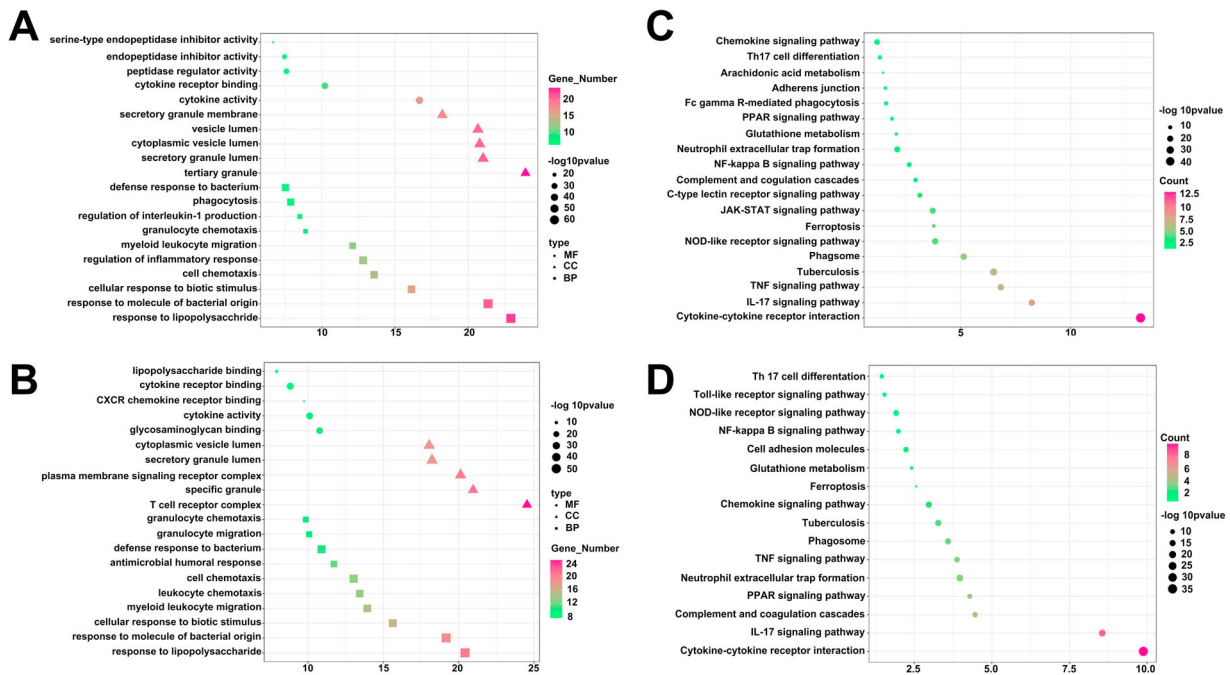 A
serine-type endopeptidase inhibitor activity
endopeptidase inhibitor activity
peptidase regulator activity
cytokine receptor binding
cytokine activity
secretory granule membrane
vesicle lumen
cytoplasmic vesicle lumen
secretory granule lumen
tertiary granule
defense response to bacterium
phagocytosis
regulation of interleukin-1 production
granulocyte chemotaxis
myeloid leukocyte migration
regulation of inflammatory response
cell chemotaxis
cellular response to biotic stimulus
response to molecule of bacterial origin
response to lipopolysacchride
10 15 20
Gene_Number
20
15
10
-log10pvalue
20
30
40
50
60
type
MF
CC
BP
B
lipopolysaccharide binding
cytokine receptor binding
CXCR chemokine receptor binding
cytokine activity
glycosaminoglycan binding
cytoplasmic vesicle lumen
secretory granule lumen
plasma membrane signaling receptor complex
specific granule
T cell receptor complex
granulocyte chemotaxis
granulocyte migration
defense response to bacterium
antimicrobial humoral response
cell chemotaxis
leukocyte chemotaxis
myeloid leukocyte migration
cellular response to biotic stimulus
response to molecule of bacterial origin
response to lipopolysaccharide
10 15 20 25
-log 10pvalue
10
20
30
40
50
type
MF
CC
BP
Gene_Number
24
20
16
12
8
C
Chemokine signaling pathway
Th17 cell differentiation
Arachidonic acid metabolism
Adherens junction
Fc gamma R-mediated phagocytosis
PPAR signaling pathway
Glutathione metabolism
Neutrophil extracellular trap formation
NF-kappa B signaling pathway
Complement and cogulation cascades
C-type lectin receptor signaling pathway
JAK-STAT signaling pathway
Ferroptosis
NOD-like receptor signaling pathway
Phagsome
Tuberculosis
TNF signaling pathway
IL-17 signaling pathway
Cytokine-cytokine receptor interaction
5 10
-log 10pvalue
10
20
30
40
Count
12.5
10.0
7.5
5.0
2.5
D
Th 17 cell differentation
Toll-like receptor signaling pathway
NOD-like receptor signaling pathway
NF-kappa B signaling pathway
Cell adhesion molecules
Glutathione metabolism
Ferroptosis
Chemokine signaling pathway
Tuberculosis
Phagosome
TNF signaling pathway
Neutrophil extracellular trap formation
PPAR signaling pathway
Complement and coagulation cascades
IL-17 signaling pathway
Cytokine-cytokine receptor interaction
2.5 5.0 7.5 10.0
Count
8
6
4
2
-log 10pvalue
10
15
20
25
30
35